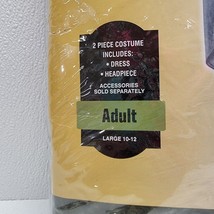 2 PIECE COSTUME
INCLUDES:
• DRESS
• HEADPIECE
ACCESSORIES
SOLD SEPARATELY
Adult
LARGE 10-12